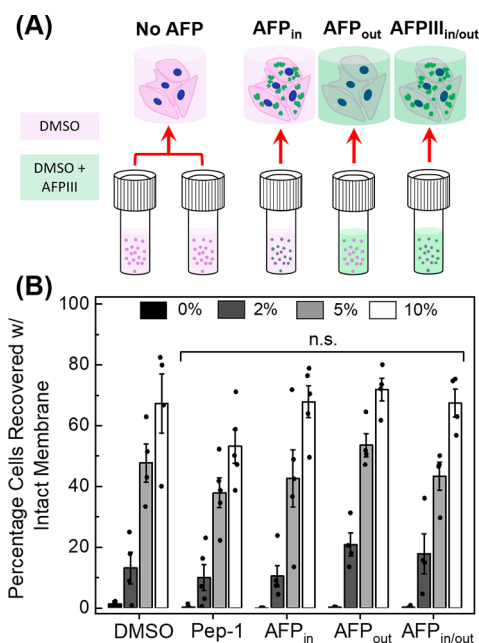 (A)
No AFP
AFPin
AFPout
AFPIIIin/out
DMSO
DMSO +
AFPIII
(B)
Percentage Cells Recovered w/
Intact Membrane
0%
2%
5%
10%
n.s.
100
80
60
40
20
0
DMSO
Pep-1
AFPin
AFPout
AFPin/out